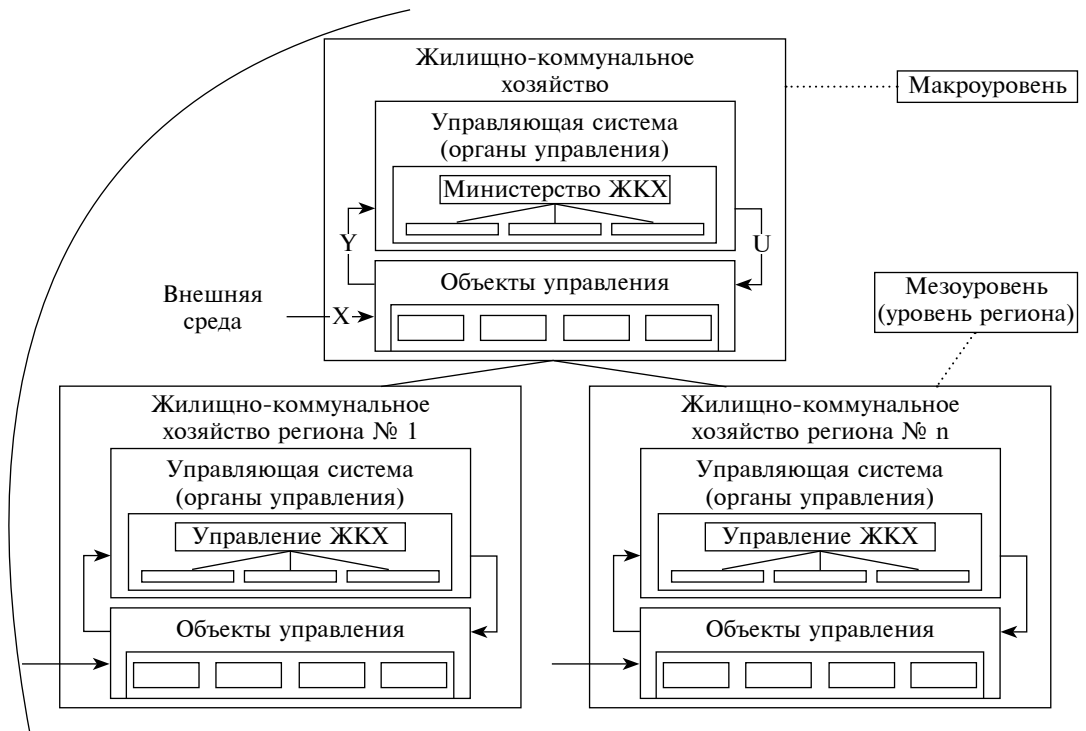 Жилищно-коммунальное
хозяйство
Макроуровень
Управляющая система
(органы управления)
Министерство ЖКХ
Y
U
Объекты управления
Внешняя
среда
X
Мезоуровень
(уровень региона)
Жилищно-коммунальное
хозяйство региона № 1
Управляющая система
(органы управления)
Управление ЖКХ
Объекты управления
Жилищно-коммунальное
хозяйство региона № n
Управляющая система
(органы управления)
Управление ЖКХ
Объекты управления